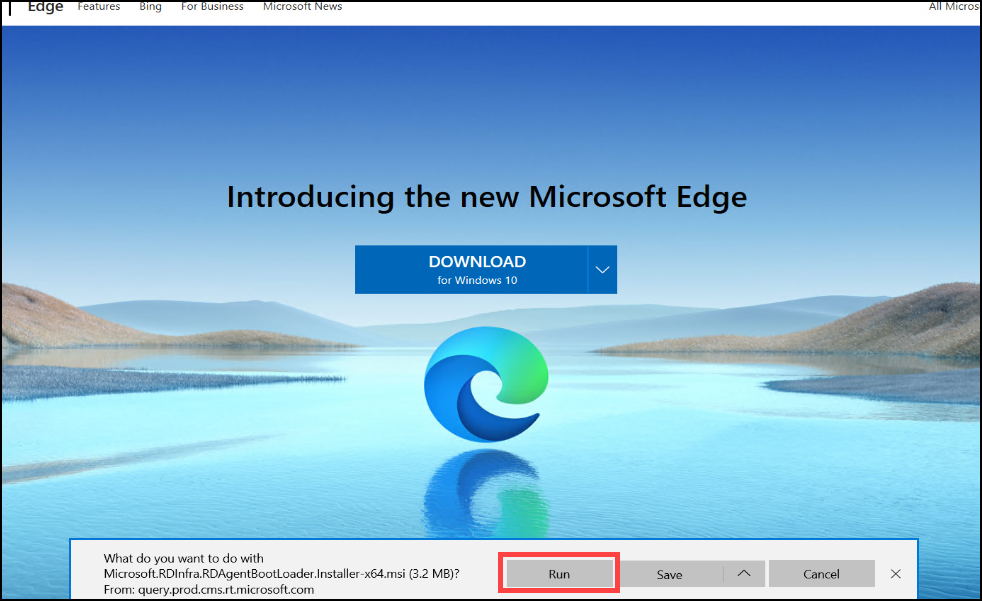 Edge Features Bing For Business Microsoft News All Micros
Introducing the new Microsoft Edge
DOWNLOAD
for Windows 10
What do you want to do with
Microsoft.RDInfra.RDAgentBootLoader.Installer-x64.msi (3.2 MB)?
From: query.prod.cms.rt.microsoft.com
Run Save Cancel